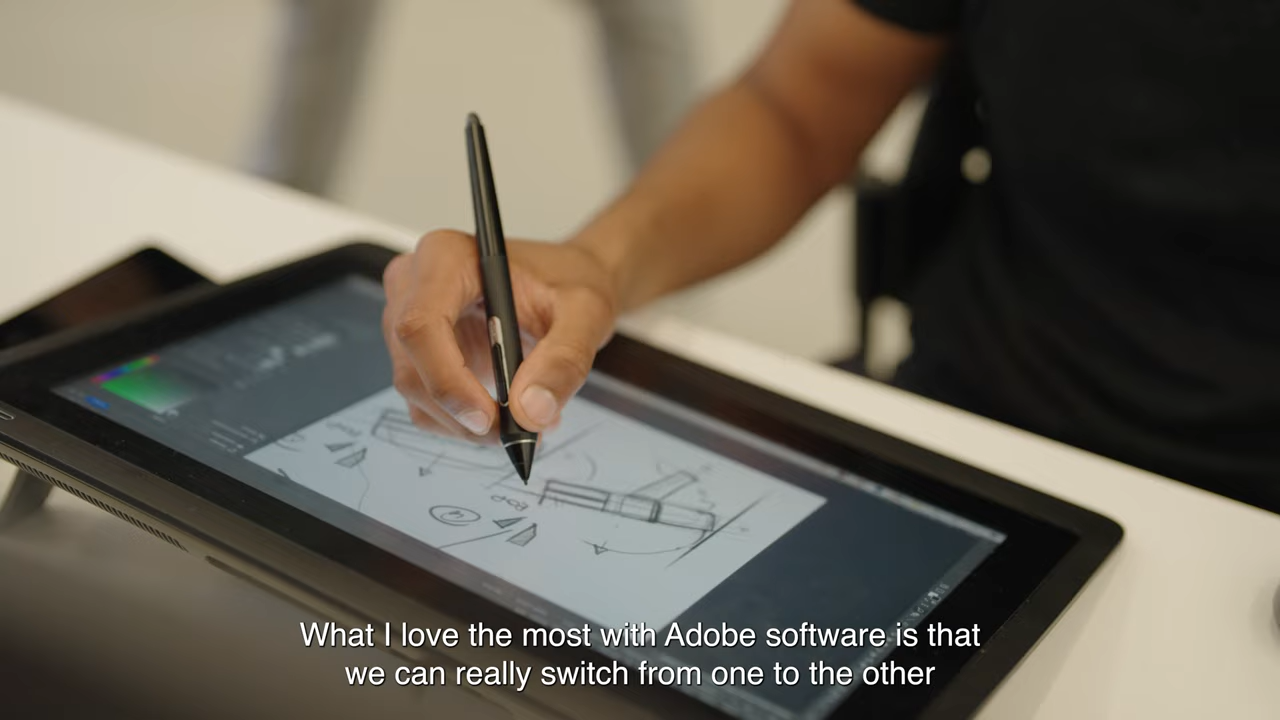 What I love the most with Adobe software is that
we can really switch from one to the other